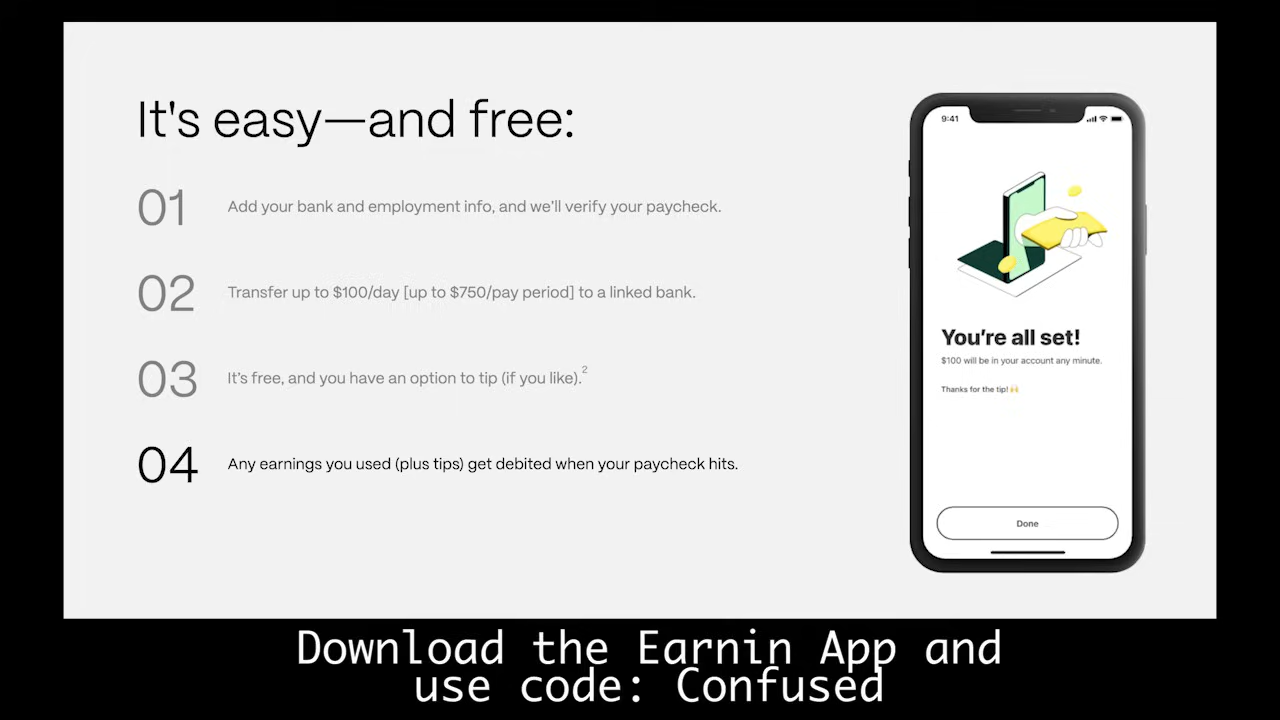 It's easy—and free:
01 Add your bank and employment info, and we'll verify your paycheck.
02 Transfer up to $100/day [up to $750/pay period] to a linked bank.
03 It's free, and you have an option to tip (if you like).2
04 Any earnings you used (plus tips) get debited when your paycheck hits.
9:41
You're all set!
$100 will be in your account any minute.
Thanks for the tip! 🙌
Done
Download the Earnin App and
use code: Confused